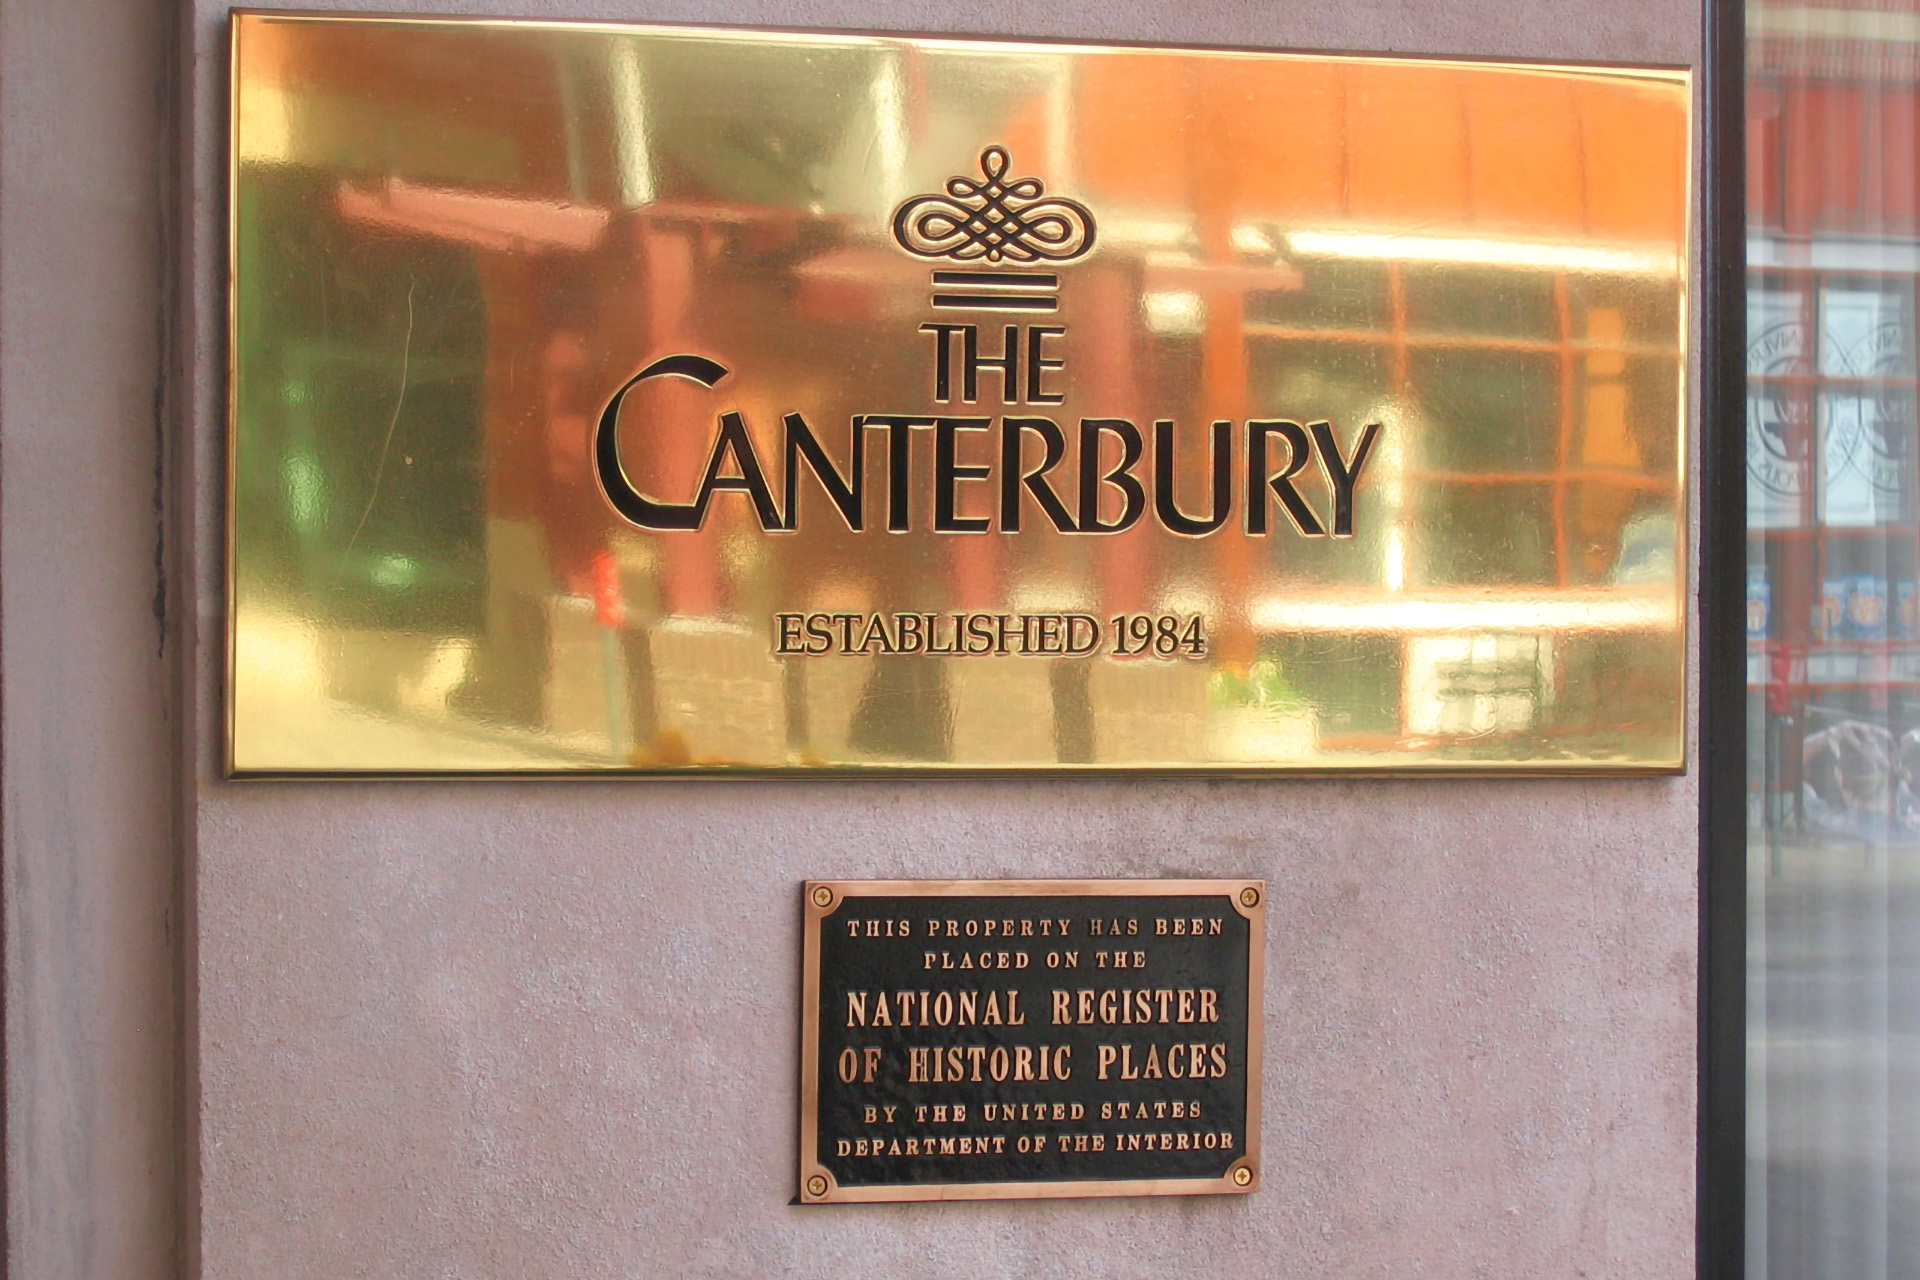 THE
CANTERBURY
ESTABLISHED 1984
THIS PROPERTY HAS BEEN
PLACED ON THE
NATIONAL REGISTER
OF HISTORIC PLACES
BY THE UNITED STATES
DEPARTMENT OF THE INTERIOR